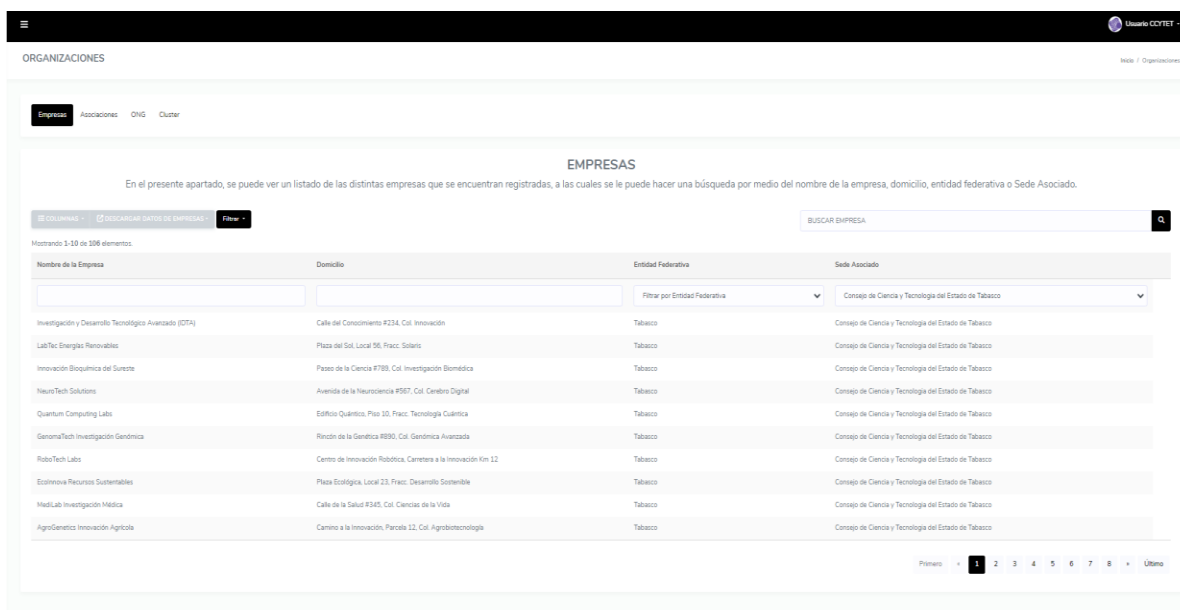 Usuario CCYTET
ORGANIZACIONES
Inicio / Organizaciones
Empresas Asociaciones ONG Cluster
EMPRESAS
En el presente apartado, se puede ver un listado de las distintas empresas que se encuentran registradas, a las cuales se le puede hacer una búsqueda por medio del nombre de la empresa, domicilio, entidad federativa o Sede Asociado.
COLUMNAS DESCARGAR DATOS DE EMPRESAS Filtrar BUSCAR EMPRESA
Mostrando 1-10 de 106 elementos.
Nombre de la Empresa Domicilio Entidad Federativa Sede Asociado
Filtrar por Entidad Federativa Consejo de Ciencia y Tecnologia del Estado de Tabasco
Investigación y Desarrollo Tecnológico Avanzado (IDTA) Calle del Conocimiento #234, Col. Innovación Tabasco Consejo de Ciencia y Tecnologia del Estado de Tabasco
LabTec Energías Renovables Plaza del Sol, Local 56, Fracc. Solaris Tabasco Consejo de Ciencia y Tecnologia del Estado de Tabasco
Innovación Bioquímica del Sureste Paseo de la Ciencia #789, Col. Investigación Biomédica Tabasco Consejo de Ciencia y Tecnologia del Estado de Tabasco
NeuroTech Solutions Avenida de la Neurociencia #567, Col. Cerebro Digital Tabasco Consejo de Ciencia y Tecnologia del Estado de Tabasco
Quantum Computing Labs Edificio Quántico, Piso 10, Fracc. Tecnología Cuántica Tabasco Consejo de Ciencia y Tecnologia del Estado de Tabasco
GenomaTech Investigación Genómica Rincón de la Genética #890, Col. Genómica Avanzada Tabasco Consejo de Ciencia y Tecnologia del Estado de Tabasco
RoboTech Labs Centro de Innovación Robótica, Carretera a la Innovación Km 12 Tabasco Consejo de Ciencia y Tecnologia del Estado de Tabasco
EcoInnova Recursos Sustentables Plaza Ecológica, Local 23, Fracc. Desarrollo Sostenible Tabasco Consejo de Ciencia y Tecnologia del Estado de Tabasco
MediLab Investigación Médica Calle de la Salud #345, Col. Ciencias de la Vida Tabasco Consejo de Ciencia y Tecnologia del Estado de Tabasco
AgroGenetics Innovación Agrícola Camino a la Innovación, Parcela 12, Col. Agrobiotecnología Tabasco Consejo de Ciencia y Tecnologia del Estado de Tabasco
Primero « 1 2 3 4 5 6 7 8 » Último